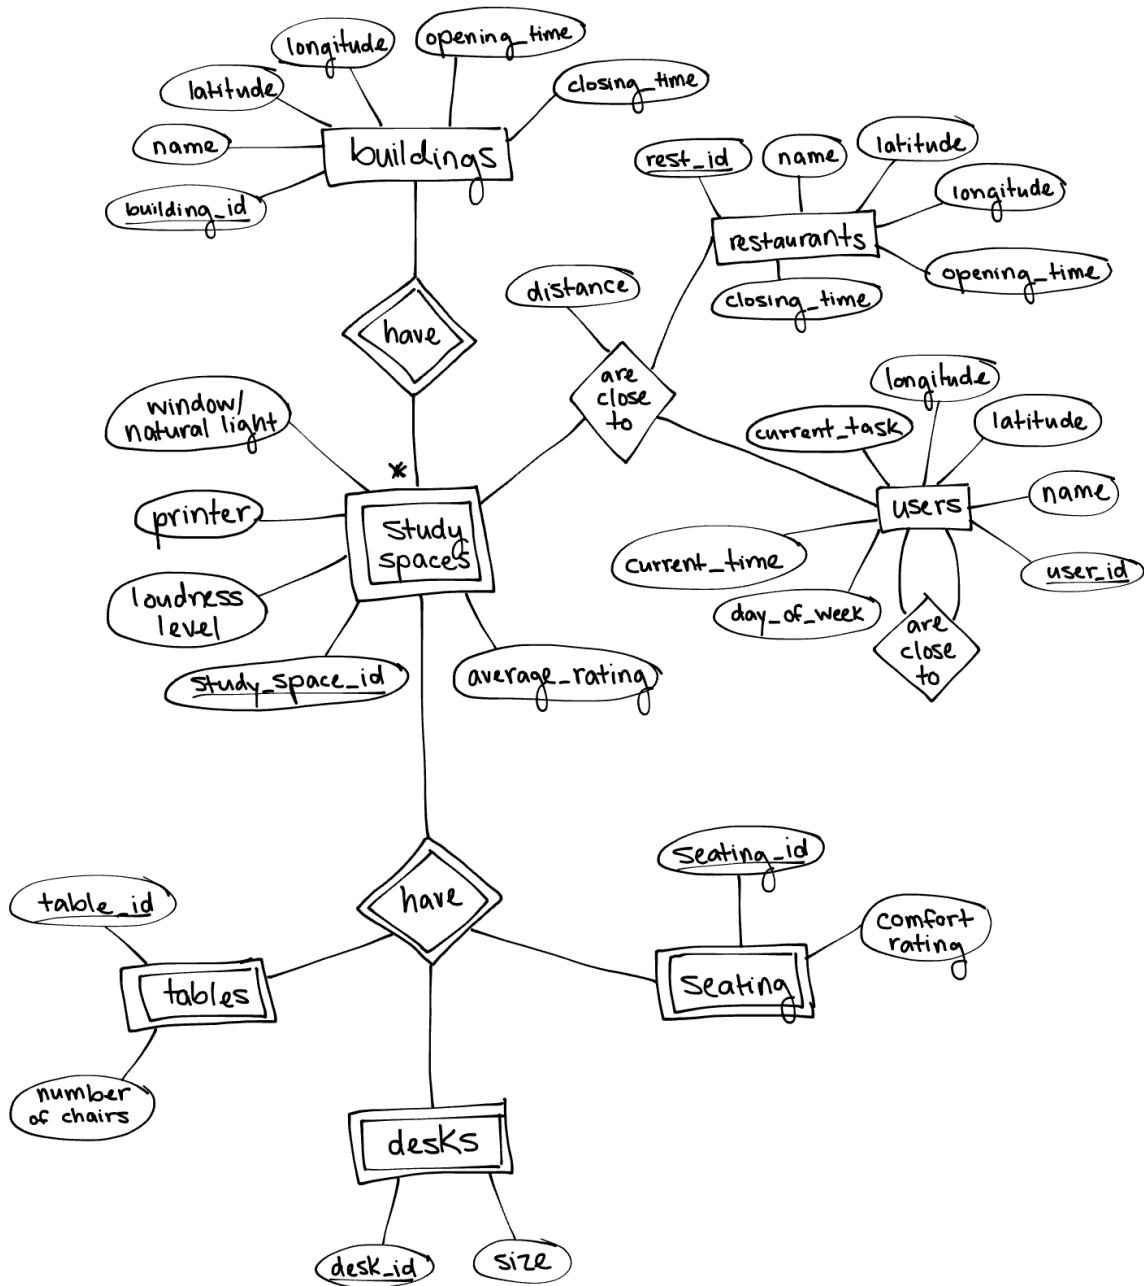 longitude
opening_time
latitude
closing_time
name
buildings
building_id
rest_id
name
latitude
longitude
restaurants
opening_time
closing_time
distance
have
are
close
to
window/
natural light
*
longitude
latitude
current_task
name
users
printer
study
spaces
current_time
user_id
loudness
level
day_of_week
are
close
to
study_space_id
average_rating
seating_id
have
table_id
comfort
rating
tables
seating
number
of chairs
desks
desk_id
size